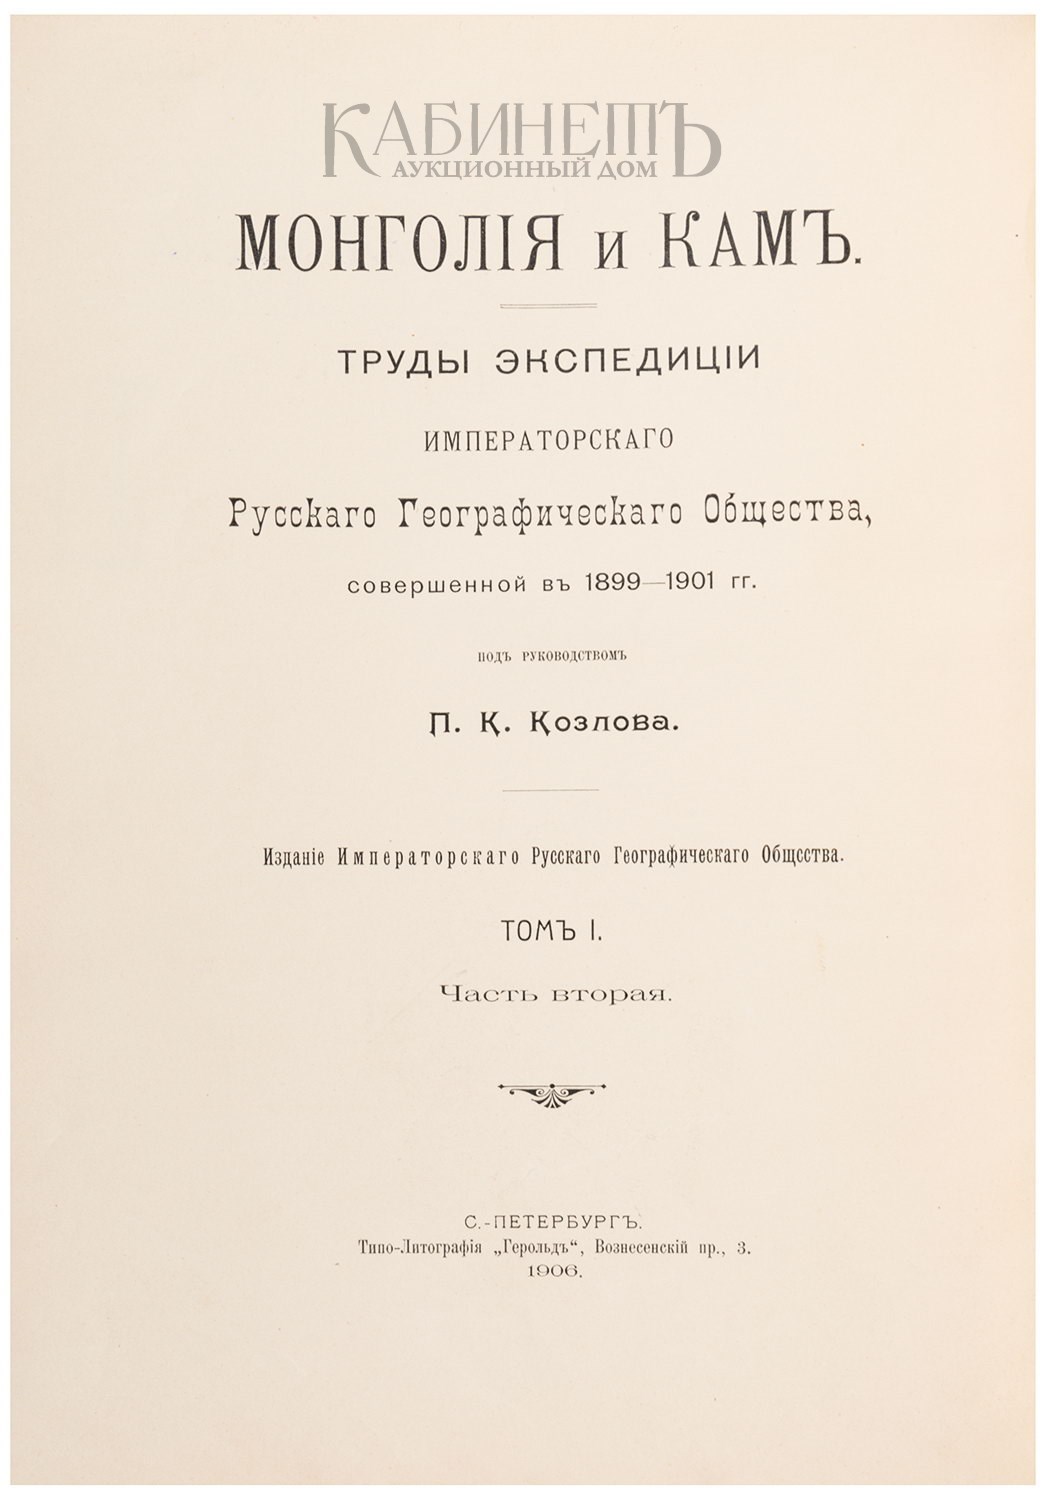 КАБИНЕТЪ
АУКЦИОННЫЙ ДОМ
МОНГОЛІЯ и КАМЪ.
ТРУДЫ ЭКСПЕДИЦІИ
ИМПЕРАТОРСКАГО
Русскаго Географическаго Общества,
совершенной въ 1899—1901 гг.
ПОДЪ РУКОВОДСТВОМЪ
П. К. Козлова.
Изданіе Императорскаго Русскаго Географическаго Общсства.
ТОМЪ I.
Часть вторая.
С.-ПЕТЕРБУРГЪ.
Типо-Литографія „Герольдъ“, Вознесенскій пр., 3.
1906.